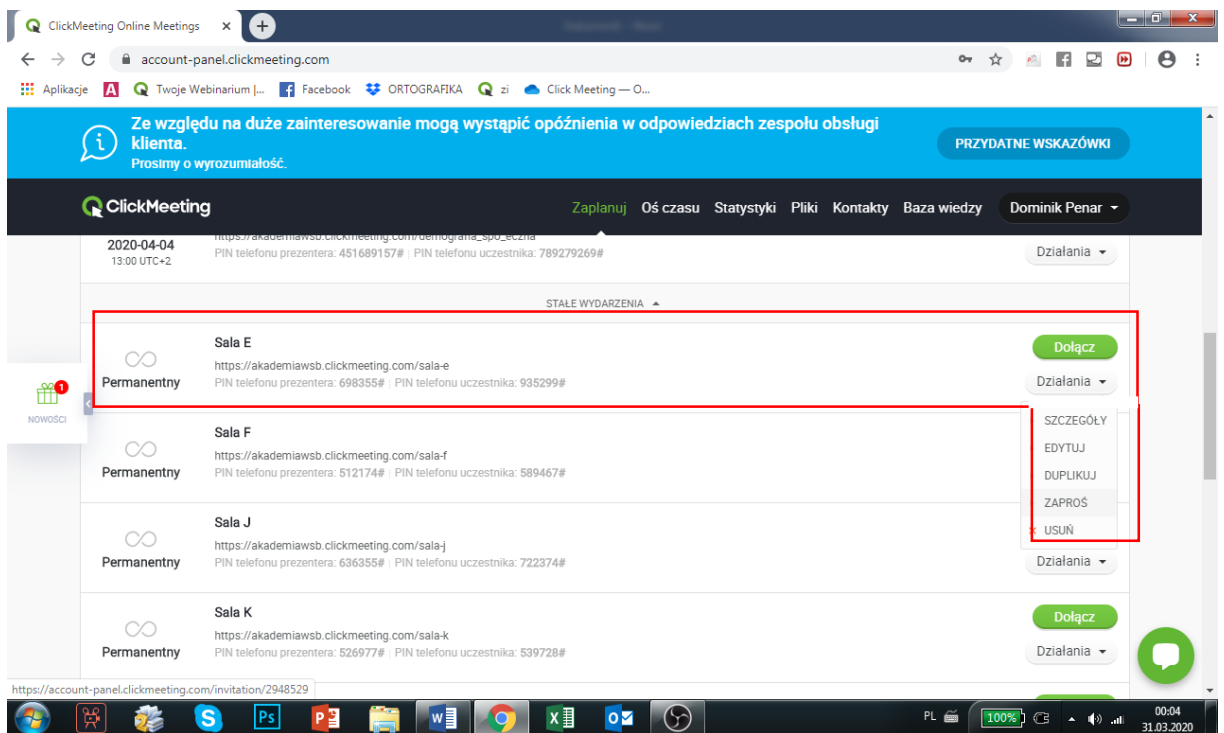 ClickMeeting Online Meetings
account-panel.clickmeeting.com
Aplikacje Twoje Webinarium |... Facebook ORTOGRAFIKA zi Click Meeting — O...
Ze względu na duże zainteresowanie mogą wystąpić opóźnienia w odpowiedziach zespołu obsługi
klienta.
Prosimy o wyrozumiałość.
PRZYDATNE WSKAZÓWKI
ClickMeeting
Zaplanuj Oś czasu Statystyki Pliki Kontakty Baza wiedzy Dominik Penar
2020-04-04
13:00 UTC+2
https://akademiawsb.clickmeeting.com/demografia_spo_eczna
PIN telefonu prezentera: 451689157# | PIN telefonu uczestnika: 789279269#
Działania
STAŁE WYDARZENIA
Permanentny
Sala E
https://akademiawsb.clickmeeting.com/sala-e
PIN telefonu prezentera: 698355# | PIN telefonu uczestnika: 935299#
Dołącz
Działania
SZCZEGÓŁY
EDYTUJ
DUPLIKUJ
ZAPROŚ
USUŃ
1
NOWOŚCI
Permanentny
Sala F
https://akademiawsb.clickmeeting.com/sala-f
PIN telefonu prezentera: 512174# | PIN telefonu uczestnika: 589467#
Permanentny
Sala J
https://akademiawsb.clickmeeting.com/sala-j
PIN telefonu prezentera: 636355# | PIN telefonu uczestnika: 722374#
Działania
Permanentny
Sala K
https://akademiawsb.clickmeeting.com/sala-k
PIN telefonu prezentera: 526977# | PIN telefonu uczestnika: 539728#
Dołącz
Działania
https://account-panel.clickmeeting.com/invitation/2948529
PL 100% 00:04
31.03.2020